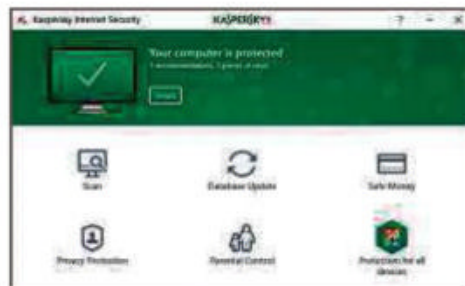 Kaspersky Internet Security
KASPERSKY
? - X
Your computer is protected
Details
Scan
Database Update
Safe Money
Privacy Protection
Parental Control
Protection for all
devices